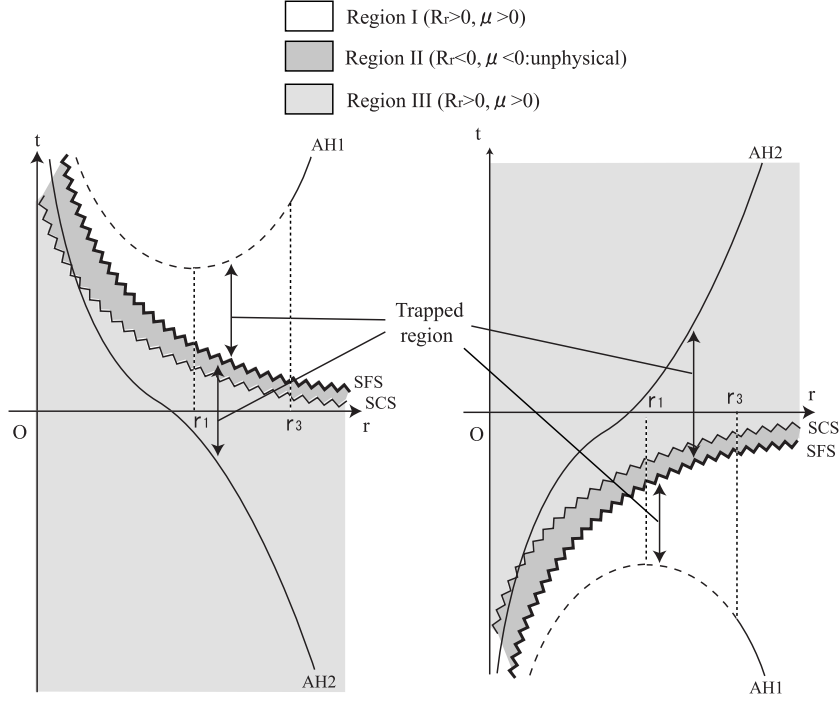 Region I (Rr>0, μ>0)
Region II (Rr<0, μ<0:unphysical)
Region III (Rr>0, μ>0)
t
AH1
SFS
SCS
r1
r3
r
O
AH2
Trapped
region
t
AH2
r1
r3
r
O
SCS
SFS
AH1